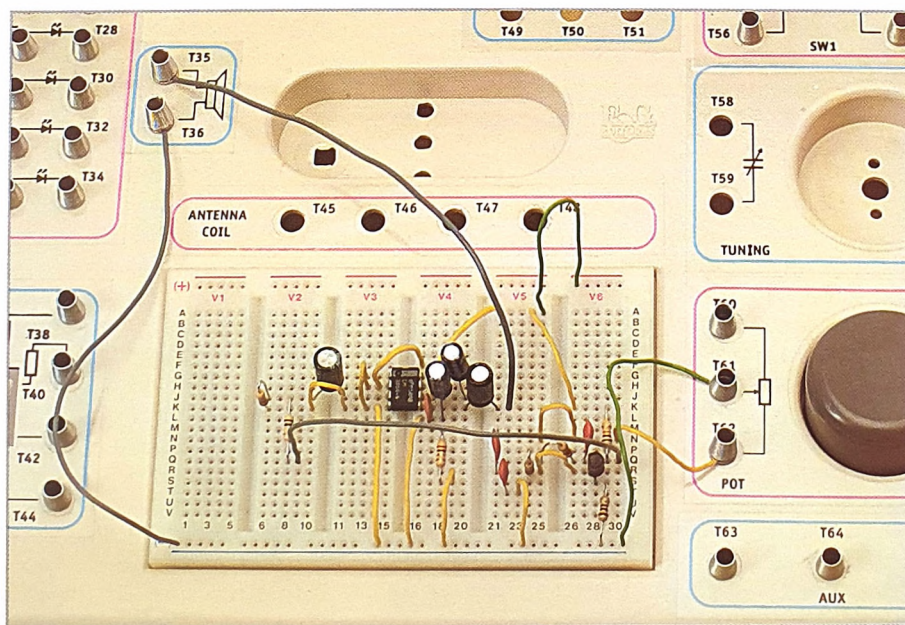 T28
T30
T32
T34
T35
T36
T49 T50 T51
T56
SW1
T58
T59
TUNING
ANTENNA
COIL
T45 T46 T47 T48
(+) V1 V2 V3 V4 V5 V6
A
B
C
D
E
F
G
H
I
J
K
L
M
N
O
P
Q
R
S
T
U
V
A
B
C
D
E
F
G
H
I
J
K
L
M
N
O
P
Q
R
S
T
U
V
1 3 5 6 8 10 11 13 15 16 18 20 21 23 25 26 28 30
T38
T40
T42
T44
T60
T61
T62
POT
T63 T64
AUX